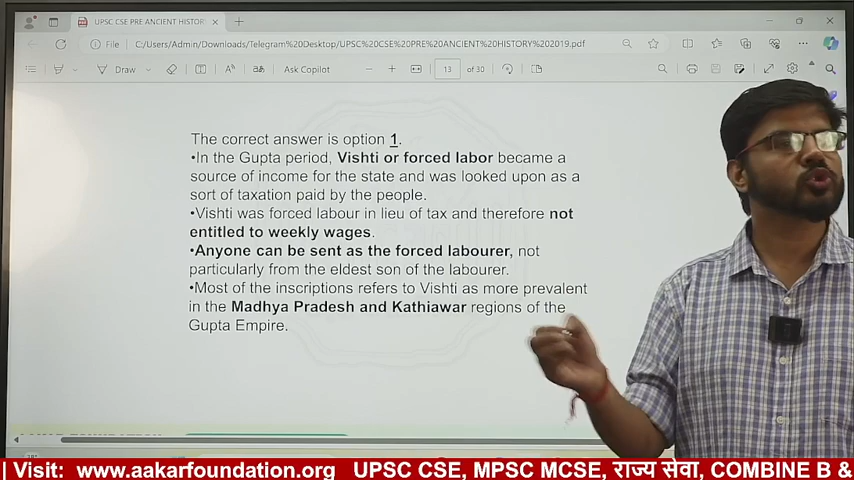 UPSC CSE PRE ANCIENT HISTOR
File C:/Users/Admin/Downloads/Telegram%20Desktop/UPSC%20CSE%20PRE%20ANCIENT%20HISTORY%202019.pdf
Draw Ask Copilot 13 of 30
The correct answer is option 1.
•In the Gupta period, Vishti or forced labor became a
source of income for the state and was looked upon as a
sort of taxation paid by the people.
•Vishti was forced labour in lieu of tax and therefore not
entitled to weekly wages.
•Anyone can be sent as the forced labourer, not
particularly from the eldest son of the labourer.
•Most of the inscriptions refers to Vishti as more prevalent
in the Madhya Pradesh and Kathiawar regions of the
Gupta Empire.
| Visit: www.aakarfoundation.org UPSC CSE, MPSC MCSE, राज्य सेवा, COMBINE B &